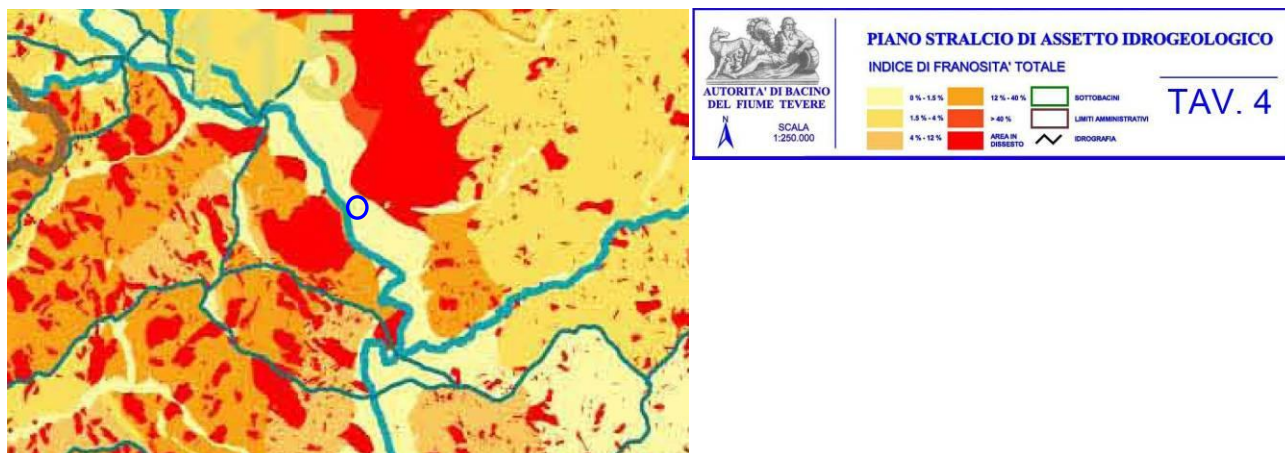 115
AUTORITA' DI BACINO
DEL FIUME TEVERE
N
SCALA
1:250.000
PIANO STRALCIO DI ASSETTO IDROGEOLOGICO
INDICE DI FRANOSITA' TOTALE
0 % - 1.5 %
1.5 % - 4 %
4 % - 12 %
12 % - 40 %
> 40 %
AREA IN
DISSESTO
SOTTOBACINI
LIMITI AMMINISTRATIVI
IDROGRAFIA
TAV. 4